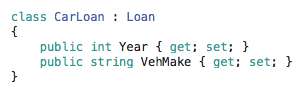 class CarLoan : Loan
{
    public int Year { get; set; }
    public string VehMake { get; set; }
}